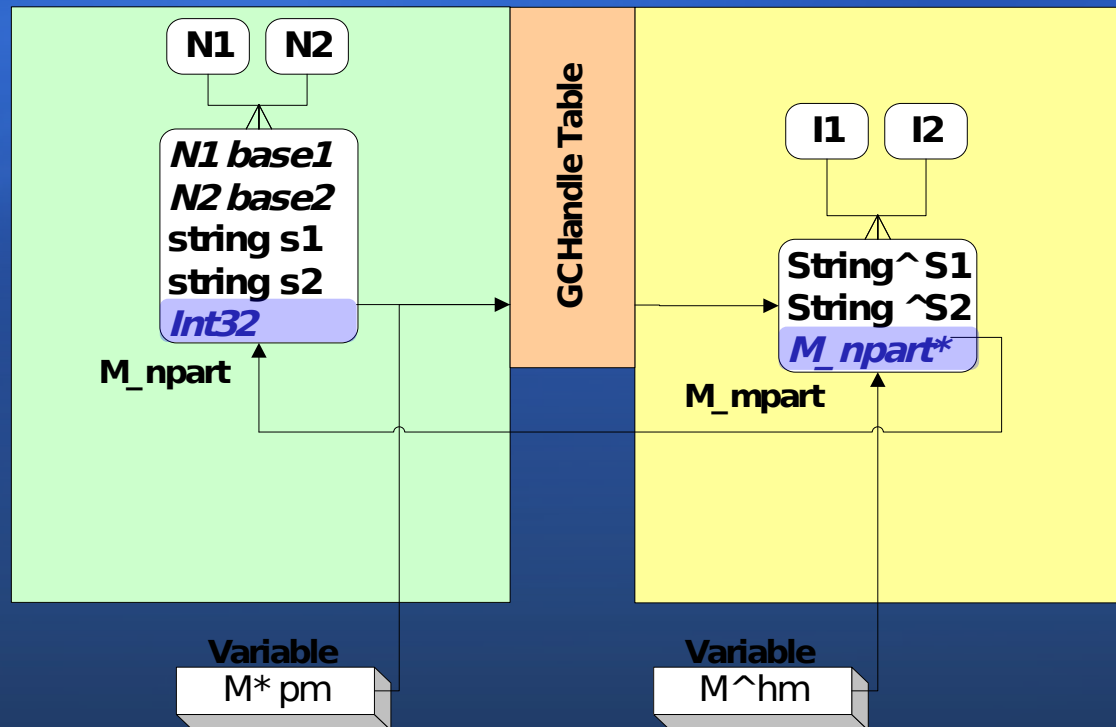 N1
N2
N1 base1
N2 base2
string s1
string s2
Int32
M_npart
GCHandle Table
I1
I2
String^ S1
String ^S2
M_npart*
M_mpart
Variable
M* pm
Variable
M^ hm